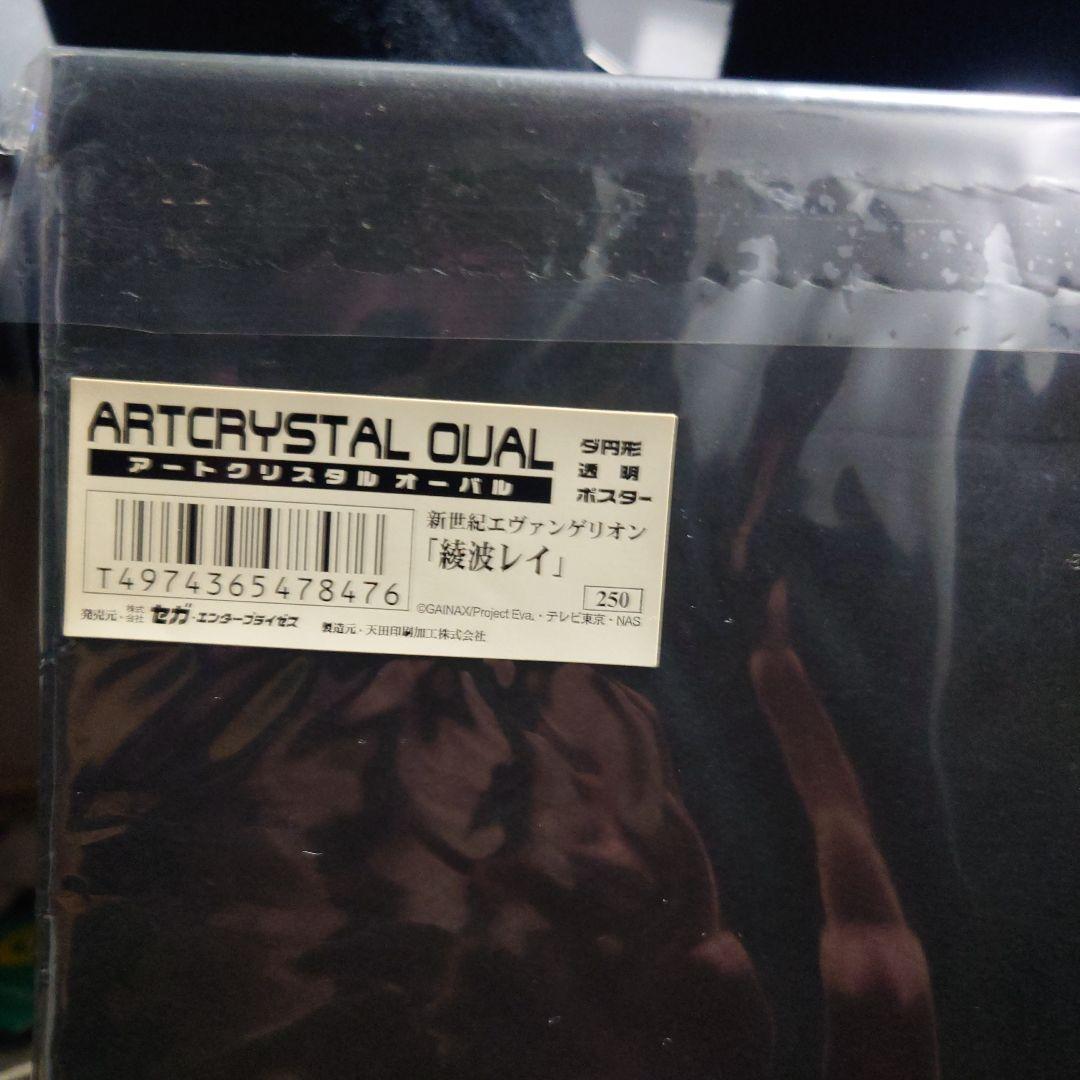 ARTCRYSTAL OVAL
アートクリスタル オーバル
ダ円形
透明
ポスター
新世紀エヴァンゲリオン
「綾波レイ」
T4974365478476
250
©GAINAX/Project Eva.・テレビ東京・NAS
発売元・株式会社 セガ・エンタープライゼス
製造元・天田印刷加工株式会社